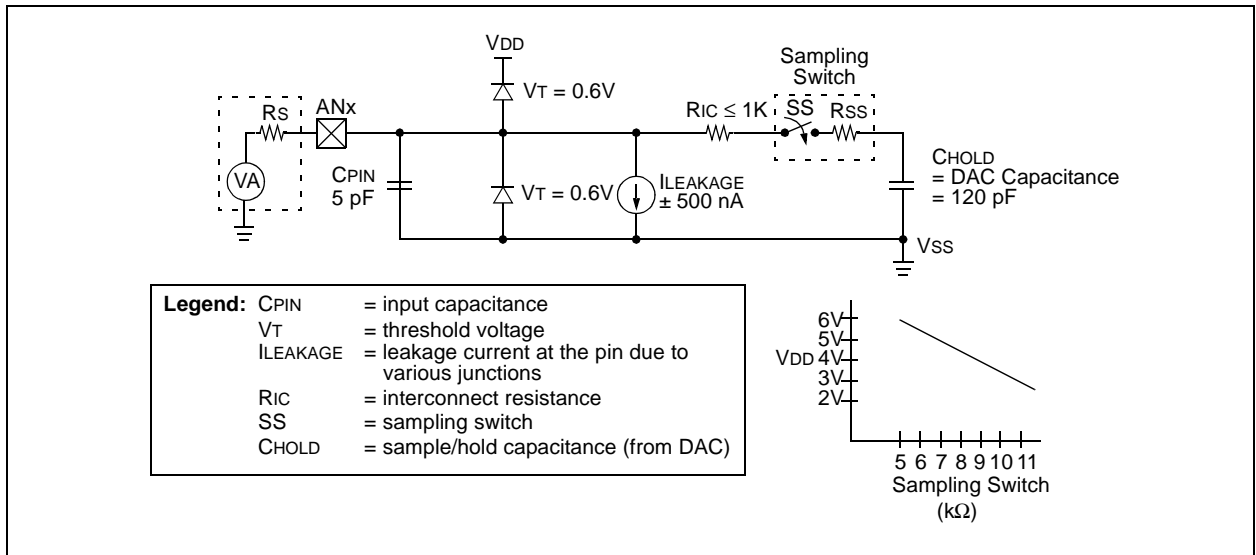 VDD
Sampling
Switch
VT = 0.6V
RS
ANx
RIC ≤ 1K
SS
RSS
VA
CPIN
5 pF
VT = 0.6V
ILEAKAGE
± 500 nA
CHOLD
= DAC Capacitance
= 120 pF
VSS
Legend: CPIN = input capacitance
VT = threshold voltage
ILEAKAGE = leakage current at the pin due to
various junctions
RIC = interconnect resistance
SS = sampling switch
CHOLD = sample/hold capacitance (from DAC)
6V
5V
VDD 4V
3V
2V
5 6 7 8 9 10 11
Sampling Switch
(kΩ)